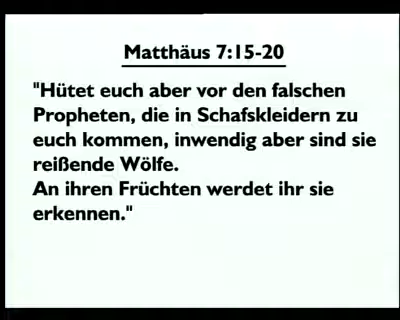 Matthäus 7:15-20
"Hütet euch aber vor den falschen
Propheten, die in Schafskleidern zu
euch kommen, inwendig aber sind sie
reißende Wölfe.
An ihren Früchten werdet ihr sie
erkennen."